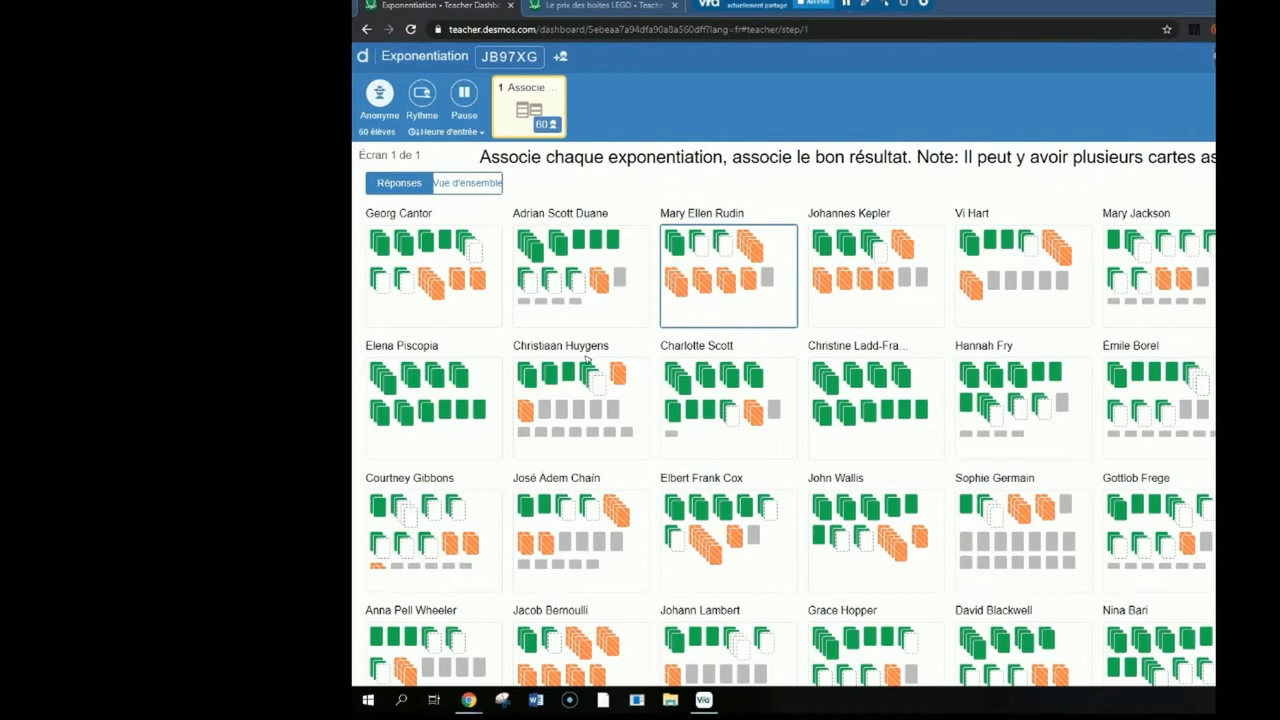 Exponentiation • Teacher Dashb
Le prix des boites LEGO • Teach
Via
actuellement partagé
teacher.desmos.com/dashboard/5ebeaa7a94dfa90a8a560dff?lang=fr#teacher/step/1
d Exponentiation JB97XG
1 Associe ...
60
Anonyme Rythme Pause
60 élèves Heure d'entrée
Écran 1 de 1
Associe chaque exponentiation, associe le bon résultat. Note: Il peut y avoir plusieurs cartes as
Réponses Vue d'ensemble
Georg Cantor Adrian Scott Duane Mary Ellen Rudin Johannes Kepler Vi Hart Mary Jackson
Elena Piscopia Christiaan Huygens Charlotte Scott Christine Ladd-Fra... Hannah Fry Émile Borel
Courtney Gibbons José Adem Chaín Elbert Frank Cox John Wallis Sophie Germain Gottlob Frege
Anna Pell Wheeler Jacob Bernoulli Johann Lambert Grace Hopper David Blackwell Nina Bari
Via